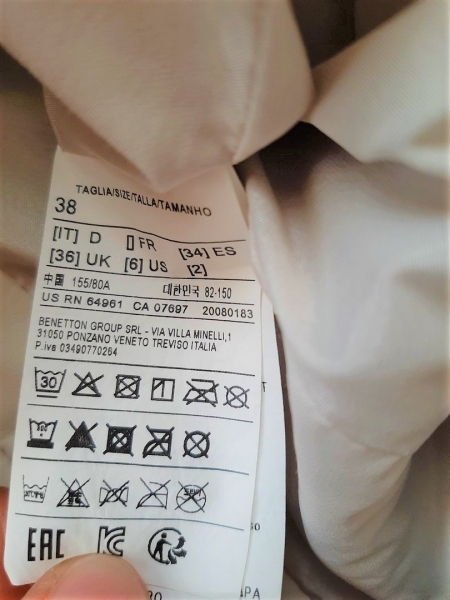 TAGLIA/SIZE/TALLA/TAMANHO
38
[IT] D [] FR [34] ES
[36] UK [6] US [2]
中国 155/80A 대한민국 82-150
US RN 64961 CA 07697 20080183
BENETTON GROUP SRL - VIA VILLA MINELLI,1
31050 PONZANO VENETO TREVISO ITALIA
P.iva 03490770264
30
EAC